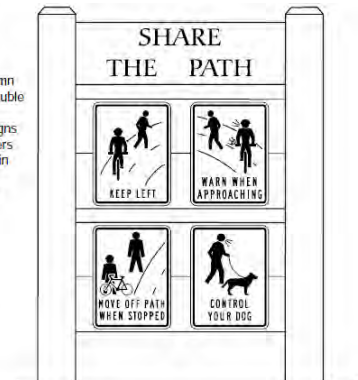 SHARE
THE PATH
KEEP LEFT
WARN WHEN
APPROACHING
MOVE OFF PATH
WHEN STOPPED
CONTROL
YOUR DOG